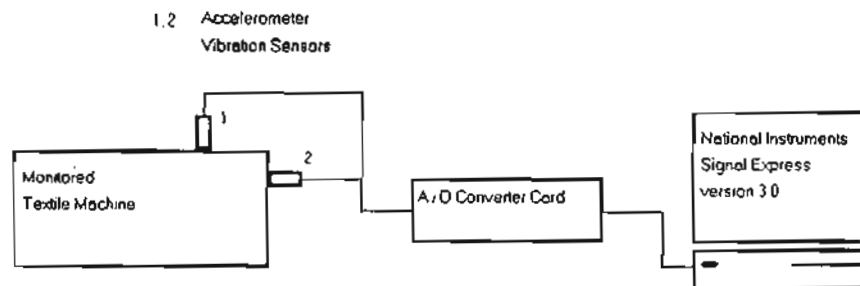 1,2 Accelerometer
Vibration Sensors
1
2
Monitored
Textile Machine
A / D Converter Card
National Instruments
Signal Express
version 3.0